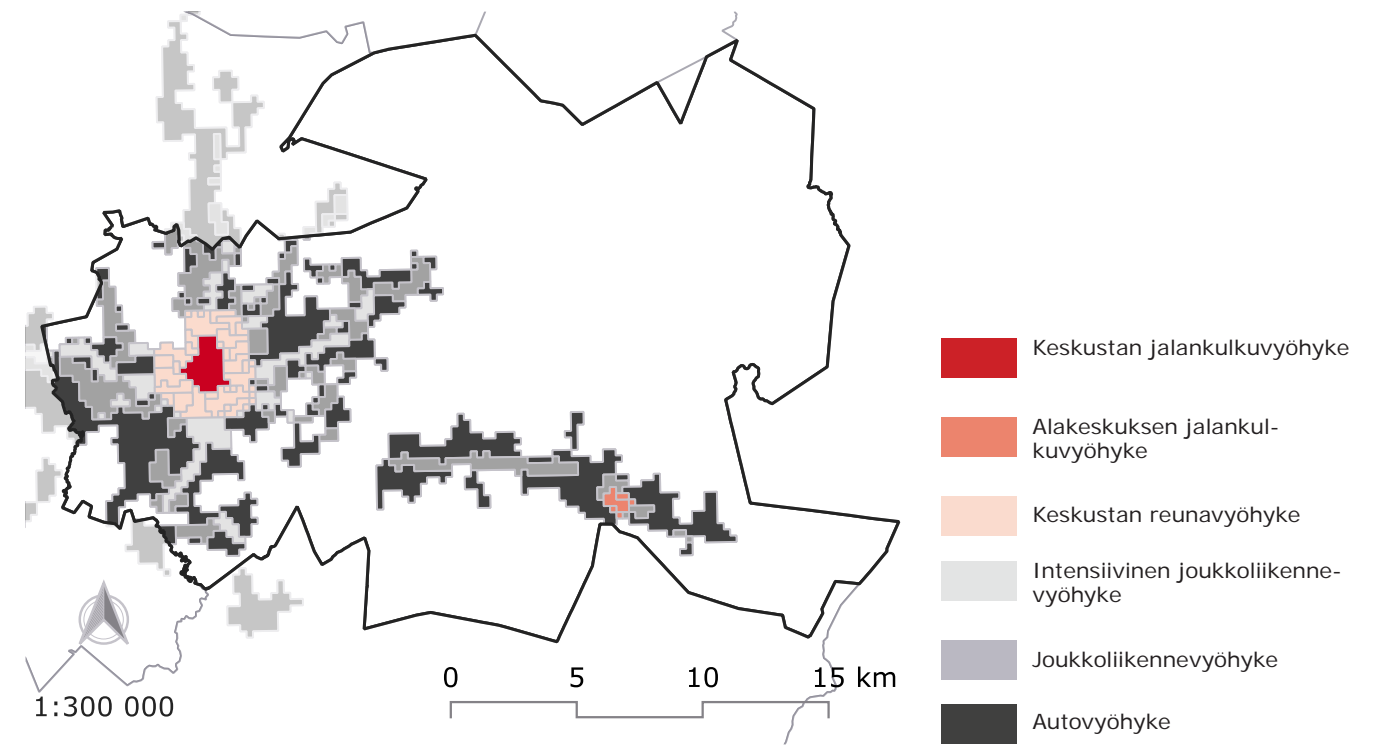 Keskustan jalankulkuvyöhyke
Alakeskuksen jalankul-
kuvyöhyke
Keskustan reunavyöhyke
Intensiivinen joukkoliikenne-
vyöhyke
Joukkoliikennevyöhyke
Autovyöhyke
0 5 10 15 km
1:300 000